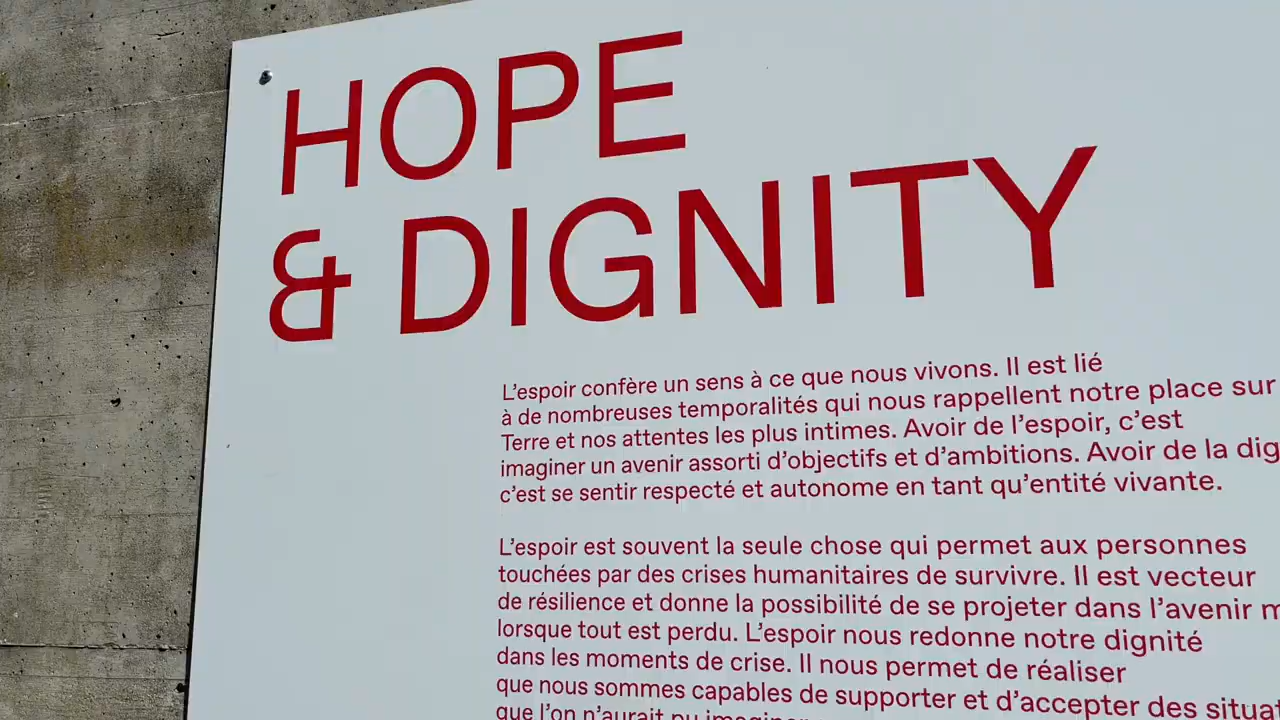 HOPE
& DIGNITY
L’espoir confère un sens à ce que nous vivons. Il est lié
à de nombreuses temporalités qui nous rappellent notre place sur
Terre et nos attentes les plus intimes. Avoir de l’espoir, c’est
imaginer un avenir assorti d’objectifs et d’ambitions. Avoir de la
c’est se sentir respecté et autonome en tant qu’entité vivante.
L’espoir est souvent la seule chose qui permet aux personnes
touchées par des crises humanitaires de survivre. Il est vecteur
de résilience et donne la possibilité de se projeter dans l’avenir
lorsque tout est perdu. L’espoir nous redonne notre dignité
dans les moments de crise. Il nous permet de réaliser
que nous sommes capables de supporter et d’accepter des
que l’on n’aurait pu